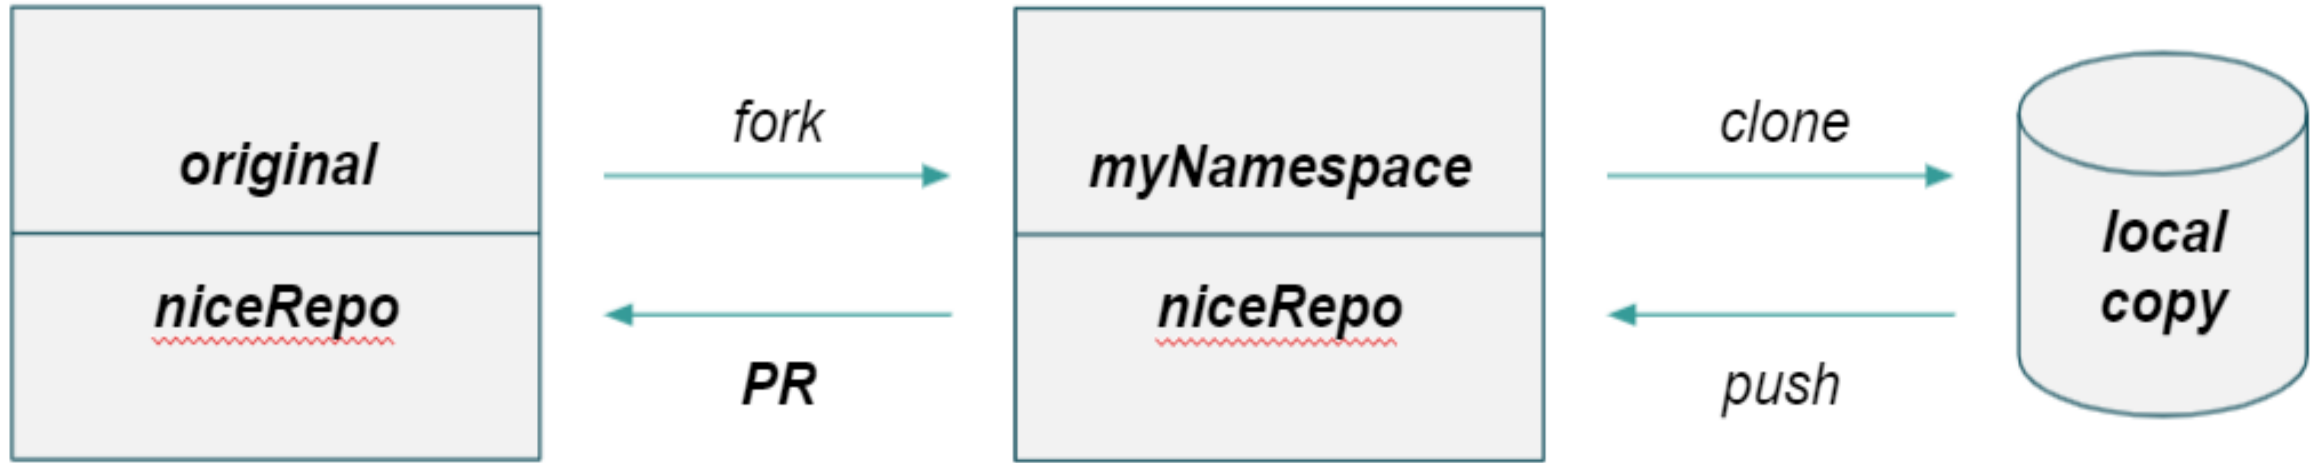 original
niceRepo
fork
PR
myNamespace
niceRepo
clone
push
local
copy